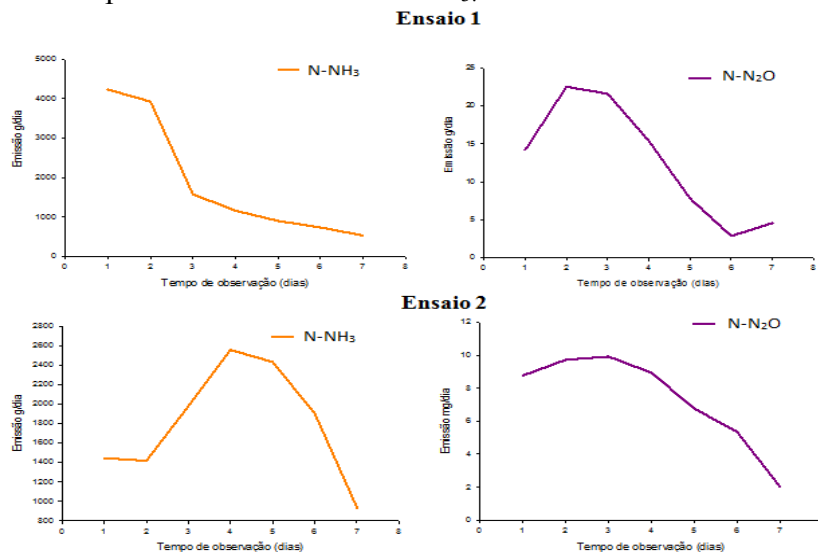 Ensaio 1
N-NH₃
Emissão g/dia
5000
4000
3000
2000
1000
0
0 1 2 3 4 5 6 7 8
Tempo de observação (dias)
N-N₂O
Emissão g/dia
25
20
15
10
5
0
0 1 2 3 4 5 6 7 8
Tempo de observação (dias)
Ensaio 2
N-NH₃
Emissão g/dia
2800
2600
2400
2200
2000
1800
1600
1400
1200
1000
800
0 1 2 3 4 5 6 7 8
Tempo de observação (dias)
N-N₂O
Emissão mg/dia
12
10
8
6
4
2
0
0 1 2 3 4 5 6 7
Tempo de observação (dias)